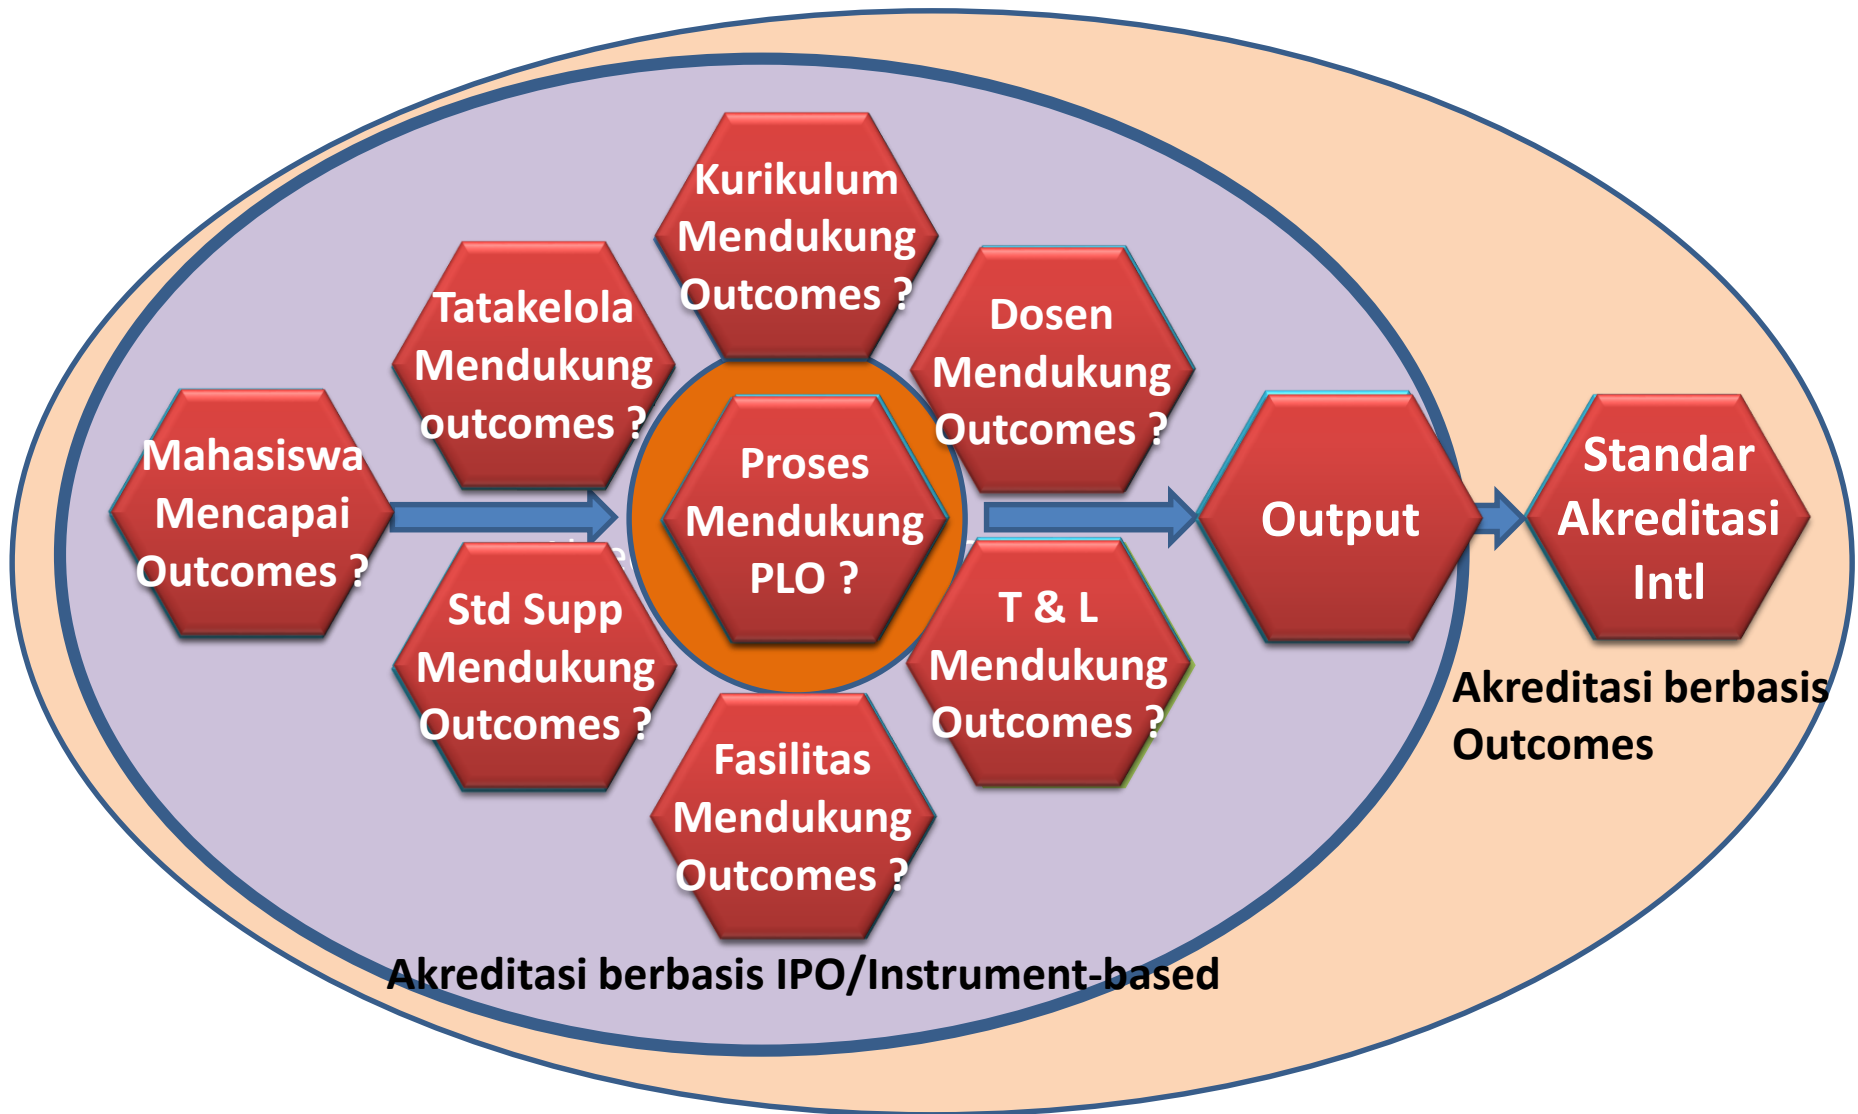 Kurikulum
Mendukung
Outcomes ?
Tatakelola
Mendukung
outcomes ?
Dosen
Mendukung
Outcomes ?
Mahasiswa
Mencapai
Outcomes ?
Proses
Mendukung
PLO ?
Output
Standar
Akreditasi
Intl
Std Supp
Mendukung
Outcomes ?
T & L
Mendukung
Outcomes ?
Fasilitas
Mendukung
Outcomes ?
Akreditasi berbasis
Outcomes
Akreditasi berbasis IPO/Instrument-based